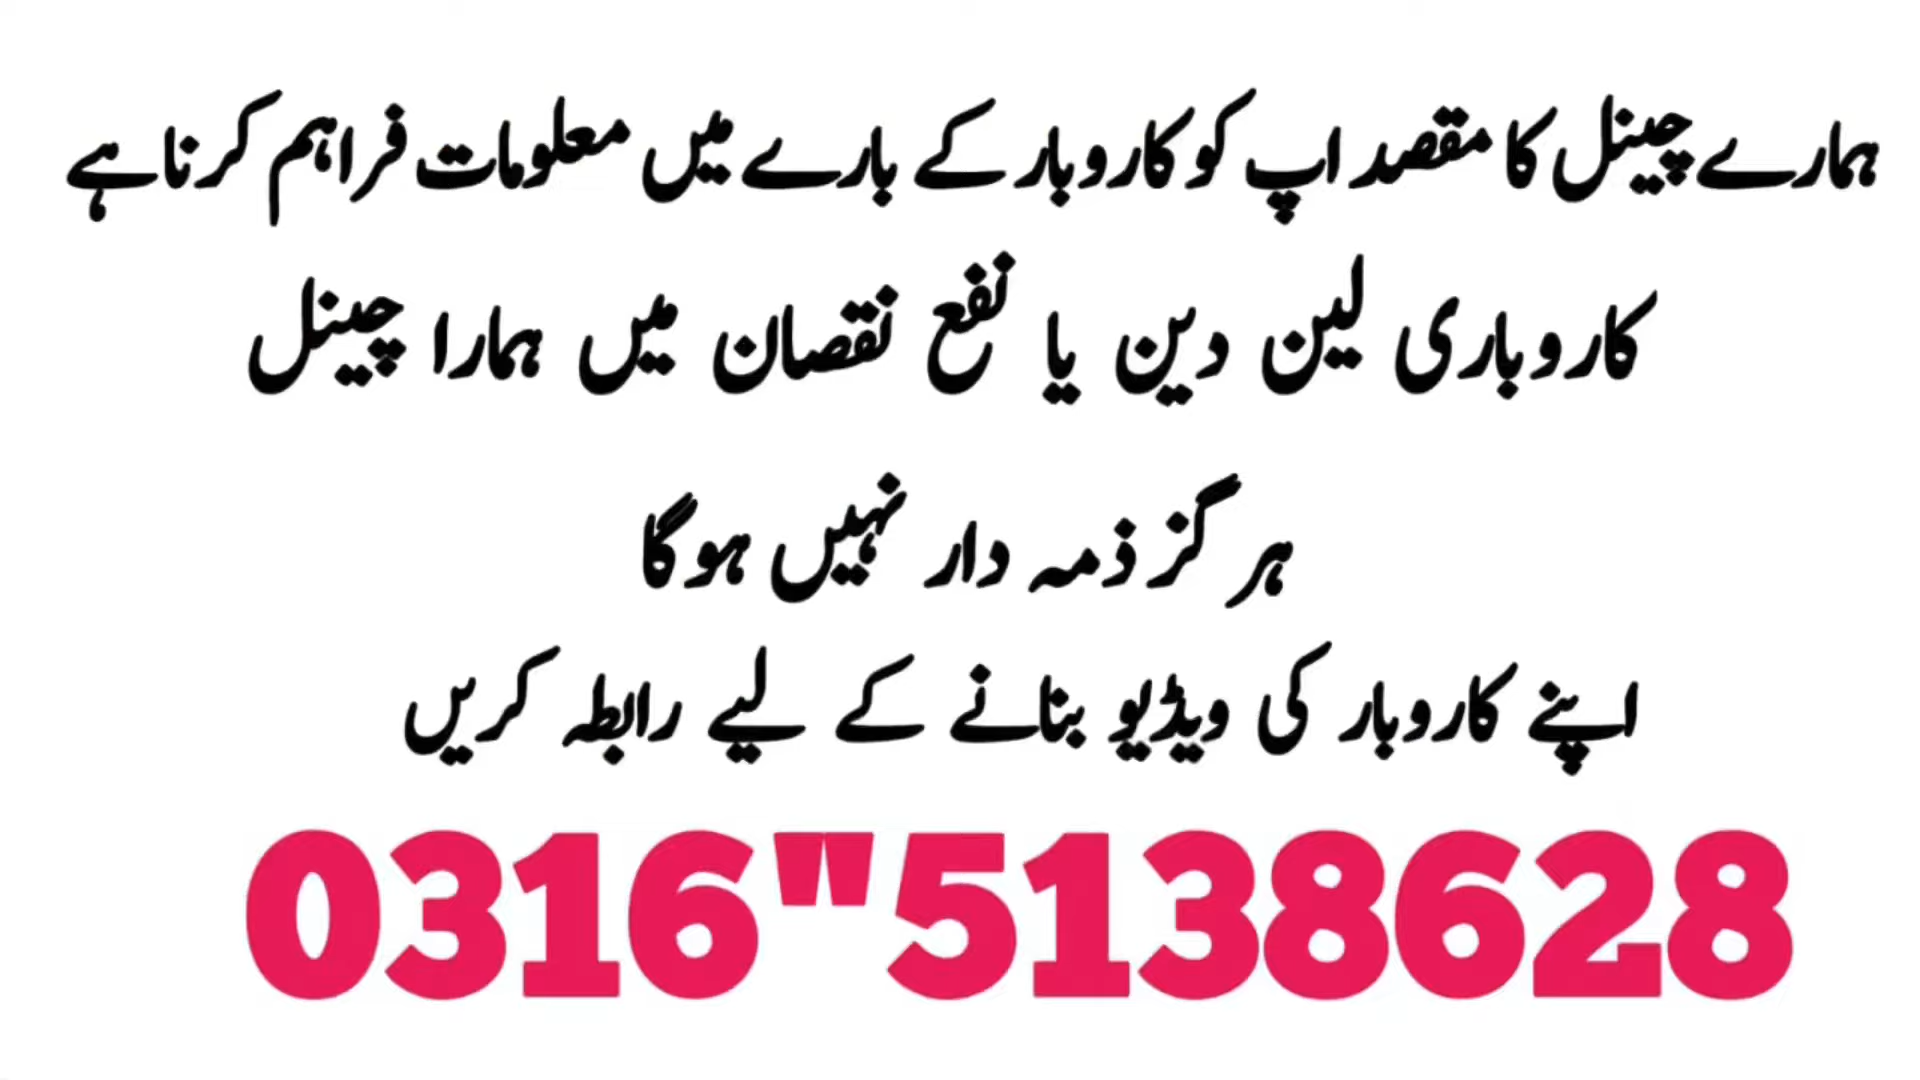 ہمارے چینل کا مقصد اپ کو کاروبار کے بارے میں معلومات فراہم کرنا ہے
کاروباری لین دین یا نفع نقصان میں ہمارا چینل
ہرگز ذمہ دار نہیں ہوگا
اپنے کاروبار کی ویڈیو بنانے کے لیے رابطہ کریں
0316"5138628